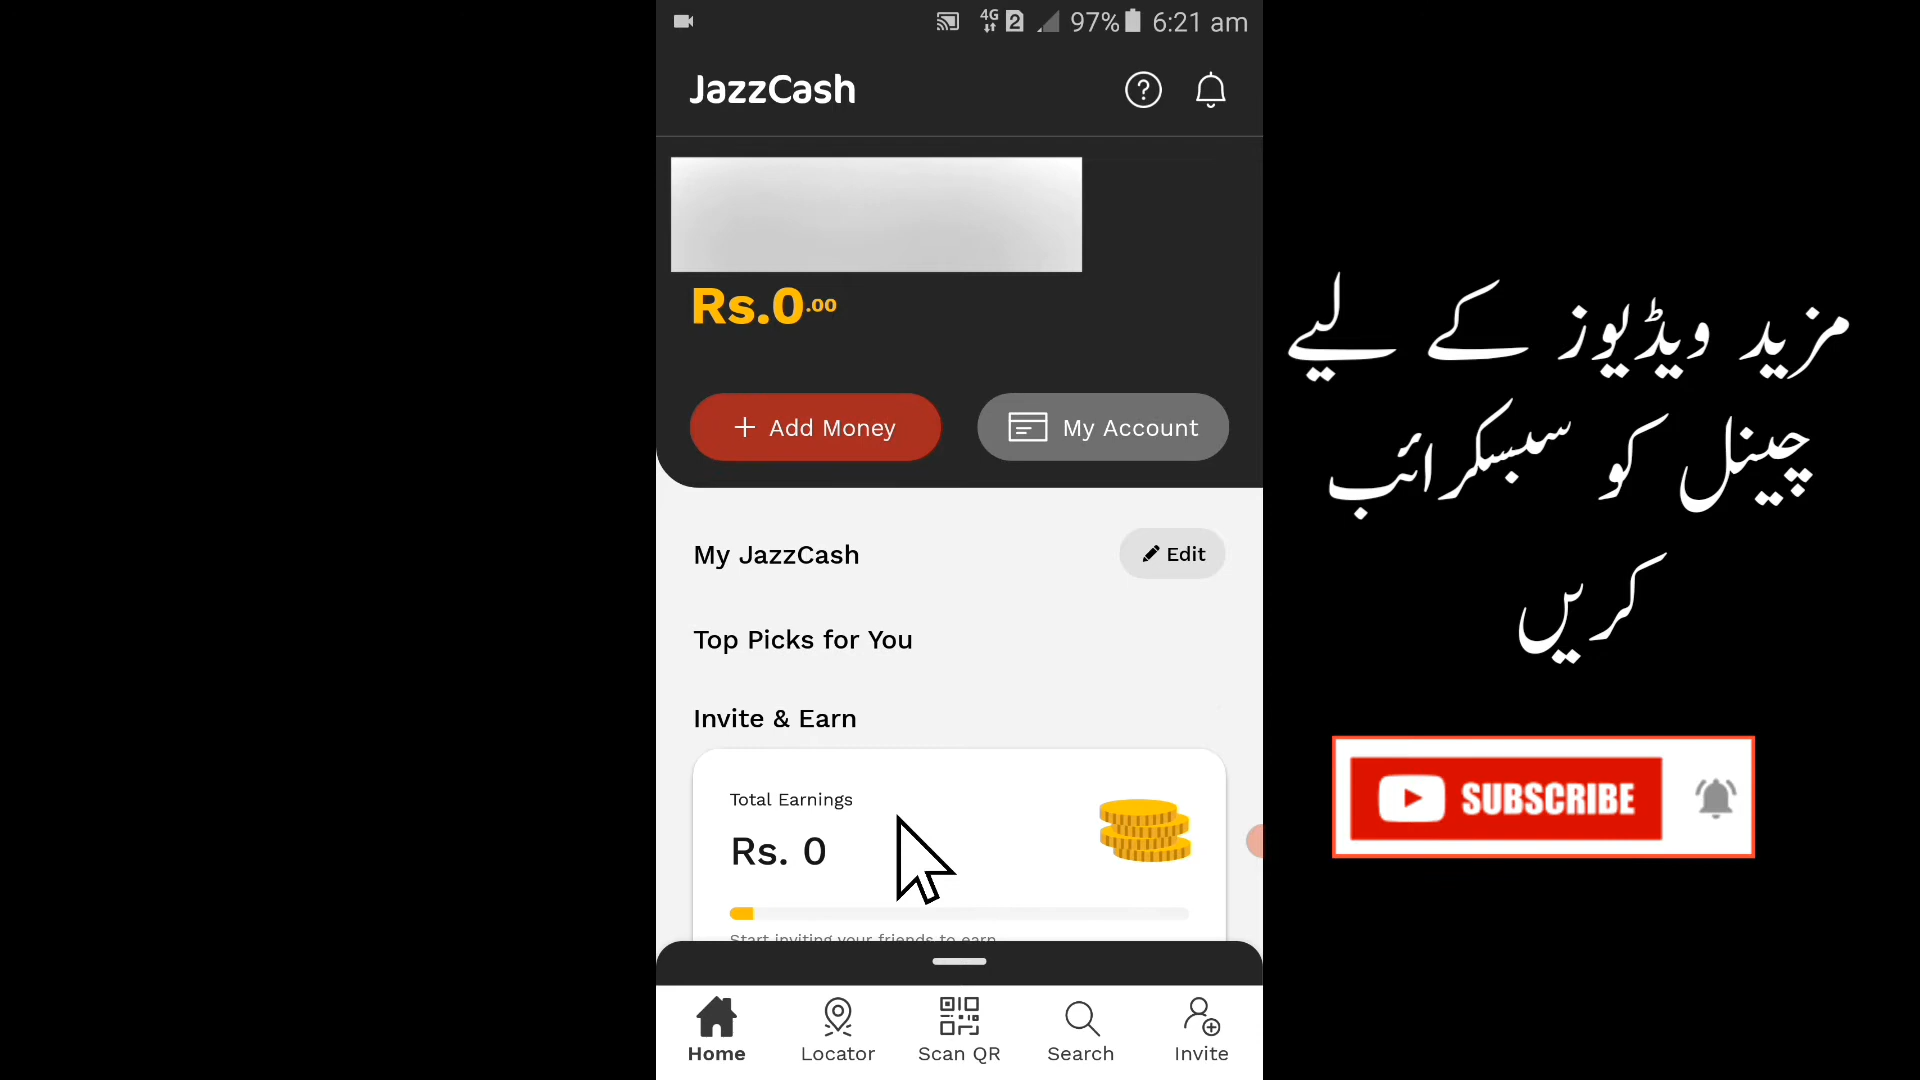 4G 2 97% 6:21 am
JazzCash
Rs.0.00
+ Add Money
My Account
My JazzCash
Edit
Top Picks for You
Invite & Earn
Total Earnings
Rs. 0
Start inviting your friends to earn
Home
Locator
Scan QR
Search
Invite
مزید ویڈیوز کے لیے
چینل کو سبسکرائب
کریں
SUBSCRIBE